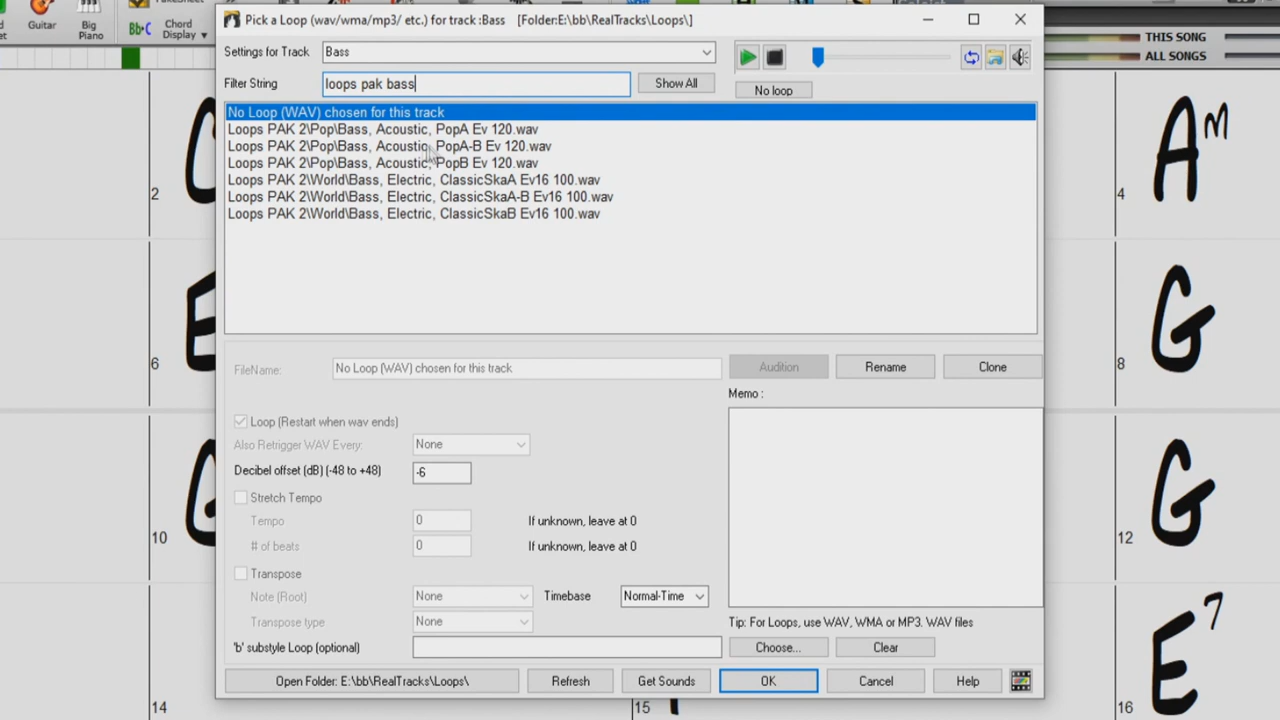 Pick a Loop (wav/wma/mp3/ etc.) for track :Bass [Folder:E:\bb\RealTracks\Loops\]
Guitar
Big Piano
Bb>C
Chord Display
THIS SONG
ALL SONGS
Settings for Track
Bass
Filter String
loops pak bass
Show All
No loop
No Loop (WAV) chosen for this track
Loops PAK 2\Pop\Bass, Acoustic, PopA Ev 120.wav
Loops PAK 2\Pop\Bass, Acoustic, PopA-B Ev 120.wav
Loops PAK 2\Pop\Bass, Acoustic, PopB Ev 120.wav
Loops PAK 2\World\Bass, Electric, ClassicSkaA Ev16 100.wav
Loops PAK 2\World\Bass, Electric, ClassicSkaA-B Ev16 100.wav
Loops PAK 2\World\Bass, Electric, ClassicSkaB Ev16 100.wav
2
4
Am
6
E
8
G
FileName:
No Loop (WAV) chosen for this track
Audition
Rename
Clone
Memo :
Loop (Restart when wav ends)
Also Retrigger WAV Every:
None
Decibel offset (dB) (-48 to +48)
-6
Stretch Tempo
Tempo
0
If unknown, leave at 0
# of beats
0
If unknown, leave at 0
10
12
G
Transpose
Note (Root)
None
Timebase
Normal-Time
Transpose type
None
Tip: For Loops, use WAV, WMA or MP3. WAV files
'b' substyle Loop (optional)
Choose...
Clear
Open Folder: E:\bb\RealTracks\Loops\
Refresh
Get Sounds
OK
Cancel
Help
14
15
16
E7